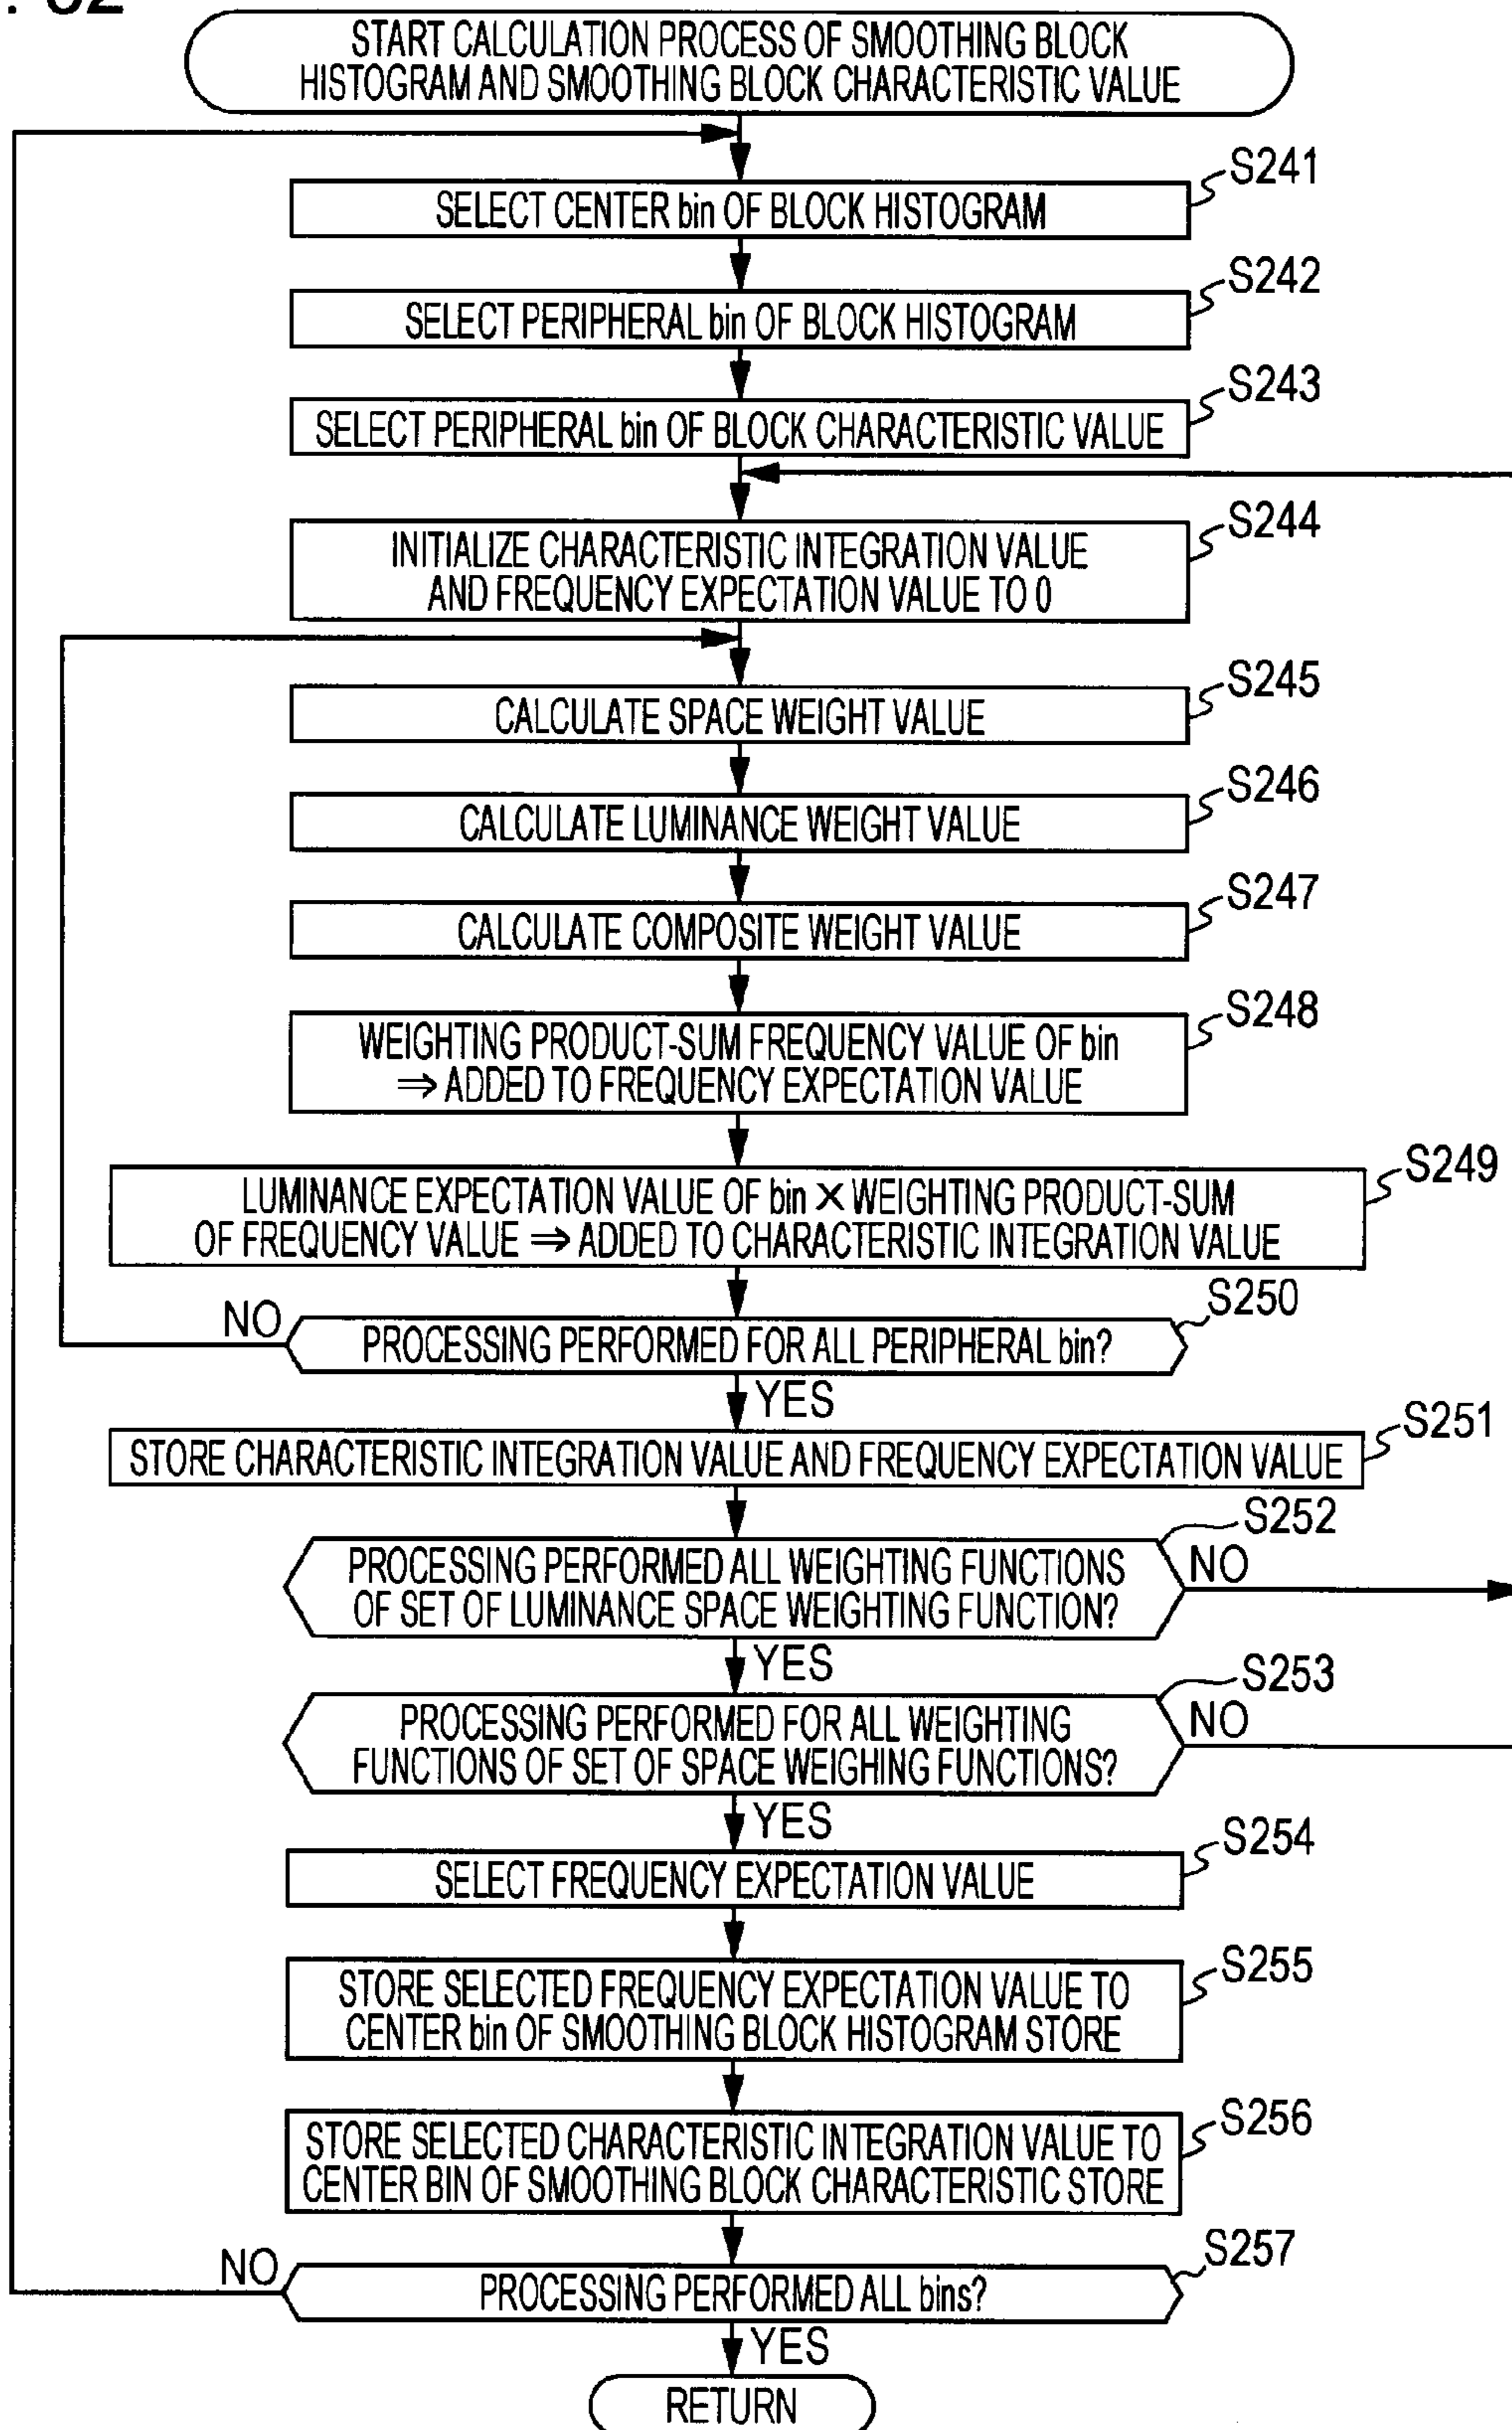 START CALCULATION PROCESS OF SMOOTHING BLOCK
HISTOGRAM AND SMOOTHING BLOCK CHARACTERISTIC VALUE
S241
SELECT CENTER bin OF BLOCK HISTOGRAM
S242
SELECT PERIPHERAL bin OF BLOCK HISTOGRAM
S243
SELECT PERIPHERAL bin OF BLOCK CHARACTERISTIC VALUE
S244
INITIALIZE CHARACTERISTIC INTEGRATION VALUE
AND FREQUENCY EXPECTATION VALUE TO 0
S245
CALCULATE SPACE WEIGHT VALUE
S246
CALCULATE LUMINANCE WEIGHT VALUE
S247
CALCULATE COMPOSITE WEIGHT VALUE
S248
WEIGHTING PRODUCT-SUM FREQUENCY VALUE OF bin
⇒ ADDED TO FREQUENCY EXPECTATION VALUE
S249
LUMINANCE EXPECTATION VALUE OF bin × WEIGHTING PRODUCT-SUM
OF FREQUENCY VALUE ⇒ ADDED TO CHARACTERISTIC INTEGRATION VALUE
S250
NO
PROCESSING PERFORMED FOR ALL PERIPHERAL bin?
YES
S251
STORE CHARACTERISTIC INTEGRATION VALUE AND FREQUENCY EXPECTATION VALUE
S252
PROCESSING PERFORMED ALL WEIGHTING FUNCTIONS
OF SET OF LUMINANCE SPACE WEIGHTING FUNCTION?
NO
YES
S253
PROCESSING PERFORMED FOR ALL WEIGHTING
FUNCTIONS OF SET OF SPACE WEIGHING FUNCTIONS?
NO
YES
S254
SELECT FREQUENCY EXPECTATION VALUE
S255
STORE SELECTED FREQUENCY EXPECTATION VALUE TO
CENTER bin OF SMOOTHING BLOCK HISTOGRAM STORE
S256
STORE SELECTED CHARACTERISTIC INTEGRATION VALUE TO
CENTER BIN OF SMOOTHING BLOCK CHARACTERISTIC STORE
S257
NO
PROCESSING PERFORMED ALL bins?
YES
RETURN